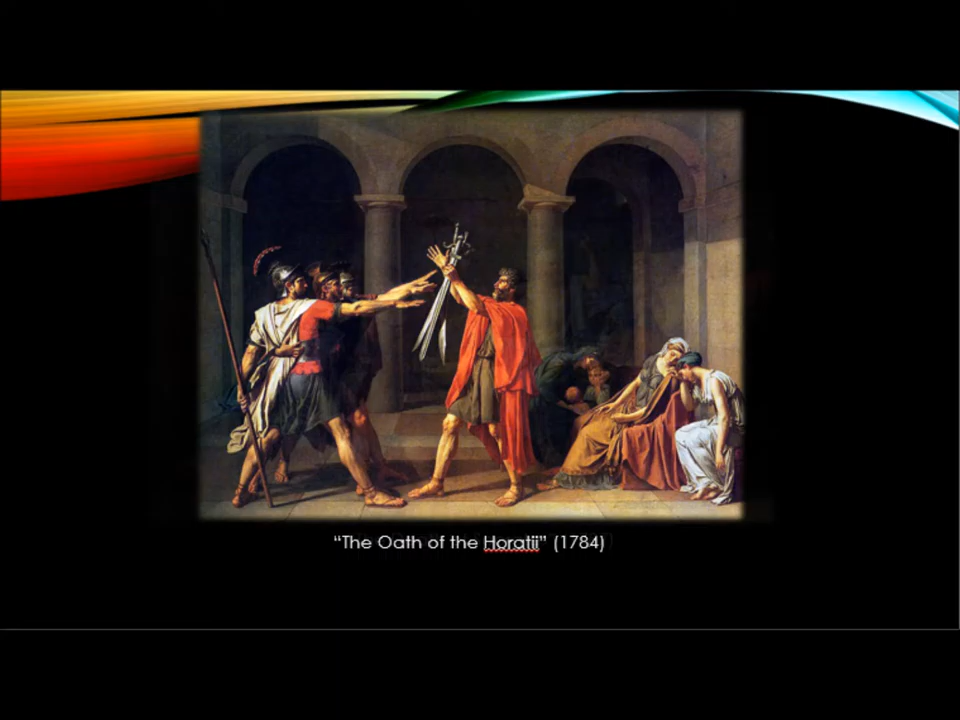 “The Oath of the Horatii” (1784)